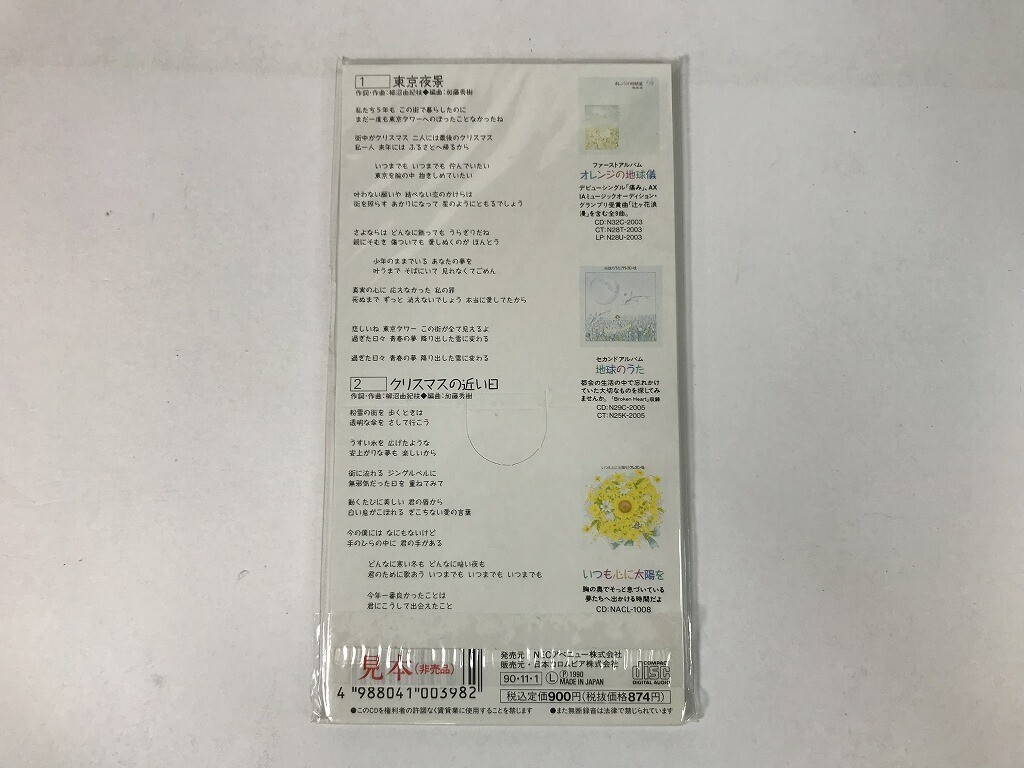 1 東京夜景
作詞・作曲:柳沼由紀枝◆編曲:加藤秀樹
私たち5年も この街で暮らしたのに
まだ一度も東京タワーへのぼったことなかったね
街中がクリスマス 二人には最後のクリスマス
私一人 来年には ふるさとへ帰るから
いつまでも いつまでも 佇んでいたい
東京を胸の中 抱きしめていたい
叶わない願いや 結べない恋のかけらは
街を照らす あかりになって 星のようにともるでしょう
さよならは どんなに飾っても うらぎりだね
親にそむき 傷ついても 愛しぬくのが ほんとう
少年のままでいる あなたの夢を
叶うまで そばにいて 見れなくてごめん
真実の心に 応えなかった 私の罪
死ぬまで ずっと 消えないでしょう 本当に愛してたから
悲しいね 東京タワー この街が全て見えるよ
過ぎた日々 青春の夢 降り出した雪に変わる
過ぎた日々 青春の夢 降り出した雪に変わる
2 クリスマスの近い日
作詞・作曲:柳沼由紀枝◆編曲:加藤秀樹
粉雪の街を 歩くときは
透明な傘を さして行こう
うすい氷を 広げたような
安上がりな夢も 楽しいから
街に流れる ジングルベルに
無邪気だった日を 重ねてみて
動くたびに美しい 君の唇から
白い息がこぼれる ぎこちない愛の言葉
今の僕には なにもないけど
手のひらの中に 君の手がある
どんなに寒い冬も どんなに暗い夜も
君のために歌おう いつまでも いつまでも いつまでも
今年一番良かったことは
君にこうして出会えたこと
ファーストアルバム
オレンジの地球儀
デビューシングル「痛み」、AX
IAミュージックオーディション・
グランプリ受賞曲「辻ヶ花浪
漫」を含む全9曲。
CD:N32C-2003
CT:N28T-2003
LP:N28U-2003
セカンドアルバム
地球のうた
都会の生活の中で忘れかけ
ていた大切なものを探してみ
ませんか。「Broken Heart」収録
CD:N29C-2005
CT:N25K-2005
いつも心に太陽を
胸の奥でそっと息づいている
夢たちへ出かける時間だよ
CD:NACL-1008
見本(非売品)
4 988041 003982
発売元・NECアベニュー株式会社
販売元・日本コロムビア株式会社
90・11・1 Ⓛ Ⓟ1990
MADE IN JAPAN
COMPACT
disc
DIGITAL AUDIO
税込定価900円(税抜価格874円)
●このCDを権利者の許諾なく賃貸業に使用することを禁じます ●また無断録音は法律で禁じられています